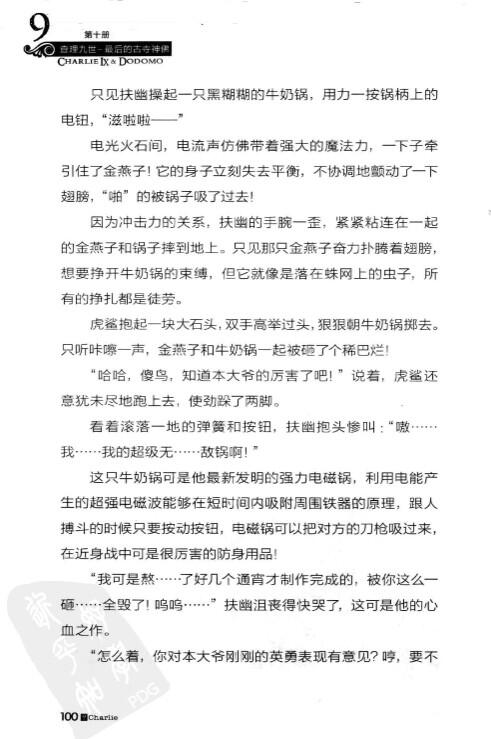 9
第十册
查理九世-最后的古寺神佛
CHARLIE IX & DODOMO
只见扶幽操起一只黑糊糊的牛奶锅，用力一按锅柄上的
电钮，“滋啦啦——”
电光火石间，电流声仿佛带着强大的魔法力，一下子牵
引住了金燕子！它的身子立刻失去平衡，不协调地颤动了一下
翅膀，“啪”的被锅子吸了过去！
因为冲击力的关系，扶幽的手腕一歪，紧紧粘连在一起
的金燕子和锅子摔到地上。只见那只金燕子奋力扑腾着翅膀，
想要挣开牛奶锅的束缚，但它就像是落在蛛网上的虫子，所
有的挣扎都是徒劳。
虎鲨抱起一块大石头，双手高举过头，狠狠朝牛奶锅掷去。
只听咔嚓一声，金燕子和牛奶锅一起被砸了个稀巴烂！
“哈哈，傻鸟，知道本大爷的厉害了吧！”说着，虎鲨还
意犹未尽地跑上去，使劲踩了两脚。
看着滚落一地的弹簧和按钮，扶幽抱头惨叫：“嗷……
我……我的超级无……敌锅啊！”
这只牛奶锅可是他最新发明的强力电磁锅，利用电能产
生的超强电磁波能够在短时间内吸附周围铁器的原理，跟人
搏斗的时候只要按动按钮，电磁锅可以把对方的刀枪吸过来，
在近身战中可是很厉害的防身用品！
“我可是熬……了好几个通宵才制作完成的，被你这么一
砸……全毁了！呜呜……”扶幽沮丧得快哭了，这可是他的心
血之作。
“怎么着，你对本大爷刚刚的英勇表现有意见？哼，要不
PDG
100 Charlie